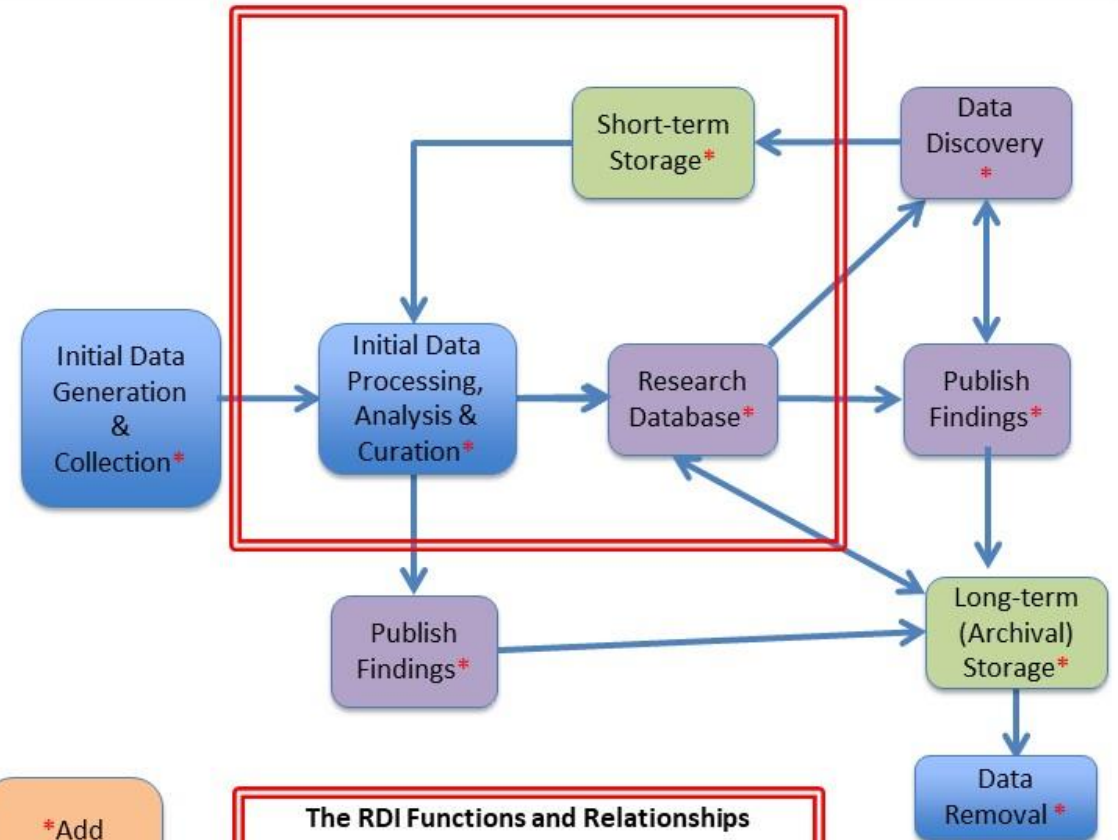 Short-term
Storage*
Data
Discovery
*
Initial Data
Generation
&
Collection*
Initial Data
Processing,
Analysis &
Curation*
Research
Database*
Publish
Findings*
Publish
Findings*
Long-term
(Archival)
Storage*
Data
Removal *
*Add
The RDI Functions and Relationships